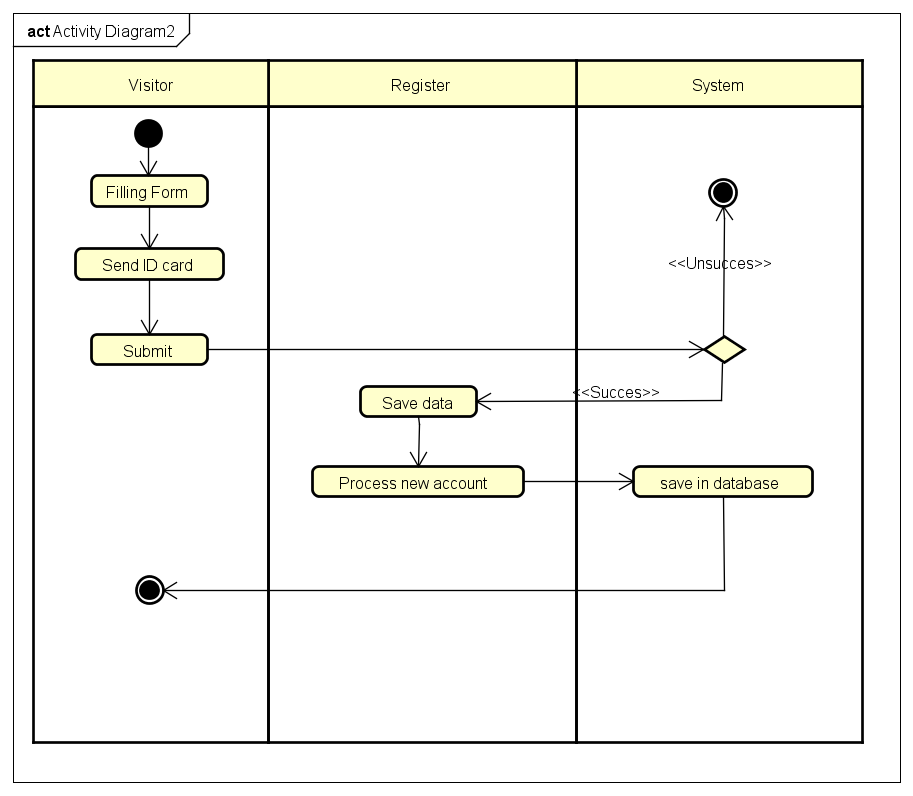 act Activity Diagram2
Visitor
Register
System
Filling Form
Send ID card
<<Unsucces>>
Submit
<<Succes>>
Save data
Process new account
save in database